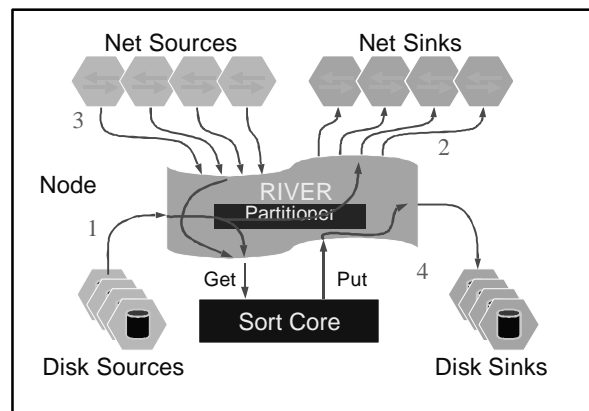 Net Sources
Net Sinks
3
2
Node
RIVER
Partitioner
1
Get
Put
4
Sort Core
Disk Sources
Disk Sinks